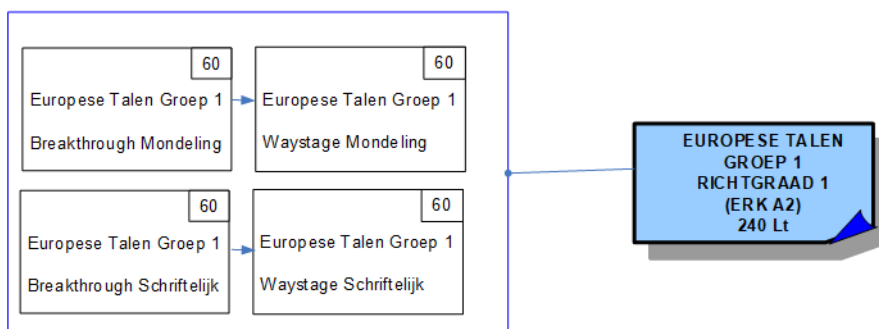 60
Europese Talen Groep 1
Breakthrough Mondeling
60
Europese Talen Groep 1
Waystage Mondeling
60
Europese Talen Groep 1
Breakthrough Schriftelijk
60
Europese Talen Groep 1
Waystage Schriftelijk
EUROPESE TALEN
GROEP 1
RICHTGRAAD 1
(ERK A2)
240 Lt